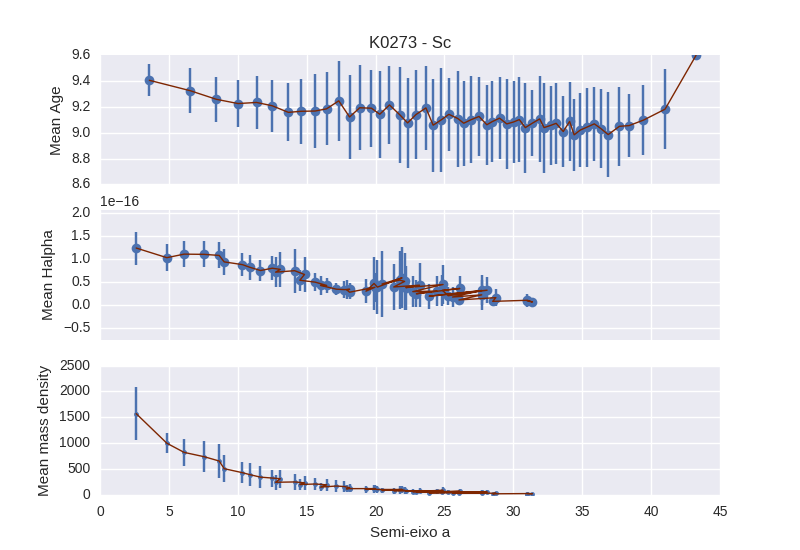 K0273 - Sc
9.6
9.4
9.2
9.0
8.8
8.6
Mean Age
1e−16
2.0
1.5
1.0
0.5
0.0
−0.5
Mean Halpha
2500
2000
1500
1000
500
0
Mean mass density
0 5 10 15 20 25 30 35 40 45
Semi-eixo a